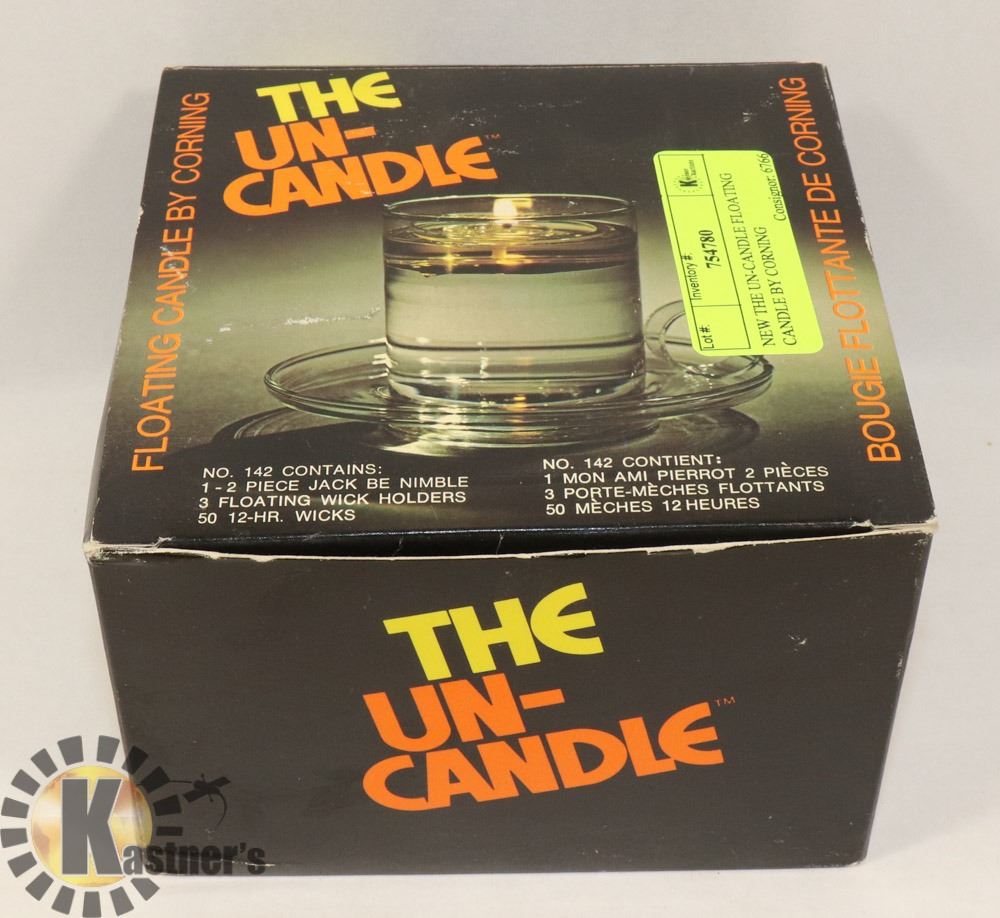 THE
UN-
CANDLE™
FLOATING CANDLE BY CORNING
BOUGIE FLOTTANTE DE CORNING
Lot #:
Inventory #:
754780
NEW THE UN-CANDLE FLOATING
CANDLE BY CORNING
Consignor: 6766
NO. 142 CONTAINS:
1 - 2 PIECE JACK BE NIMBLE
3 FLOATING WICK HOLDERS
50 12-HR. WICKS
NO. 142 CONTIENT:
1 MON AMI PIERROT 2 PIÈCES
3 PORTE-MÈCHES FLOTTANTS
50 MÈCHES 12 HEURES
THE
UN-
CANDLE™
Kastner's